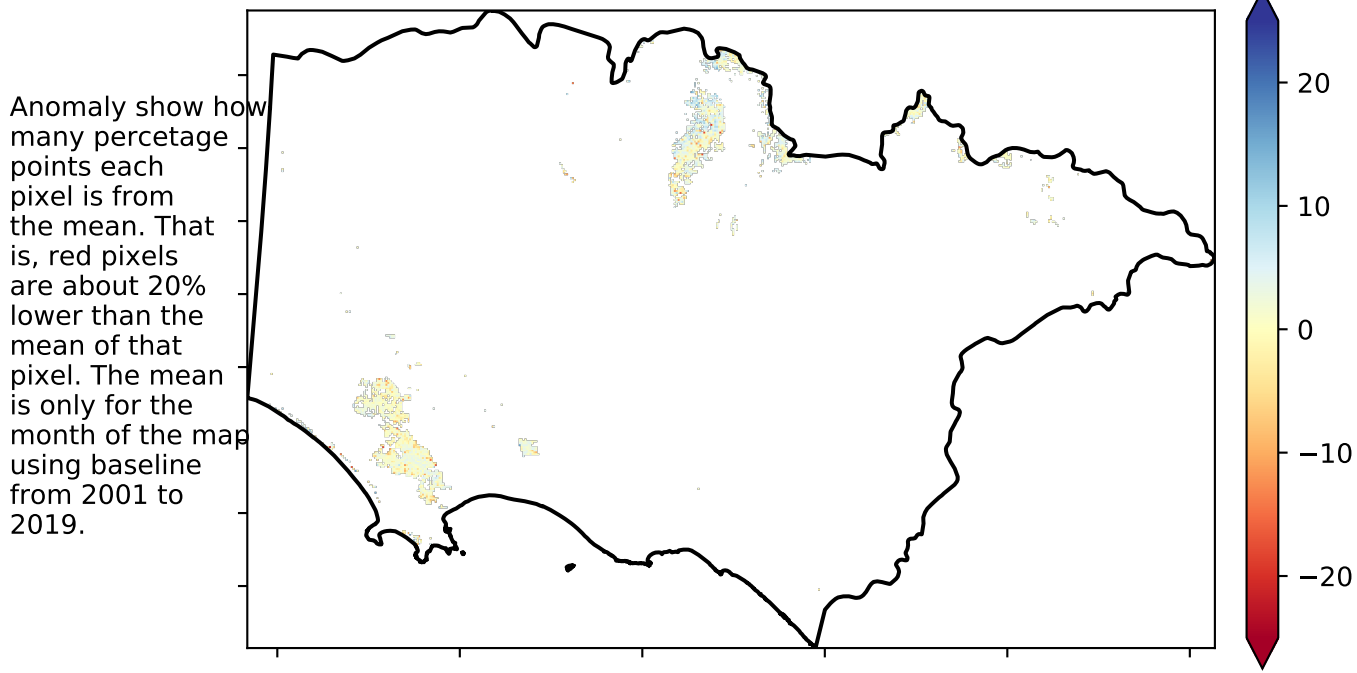 Anomaly show how
many percetage
points each
pixel is from
the mean. That
is, red pixels
are about 20%
lower than the
mean of that
pixel. The mean
is only for the
month of the map
using baseline
from 2001 to
2019.
20
10
0
−10
−20